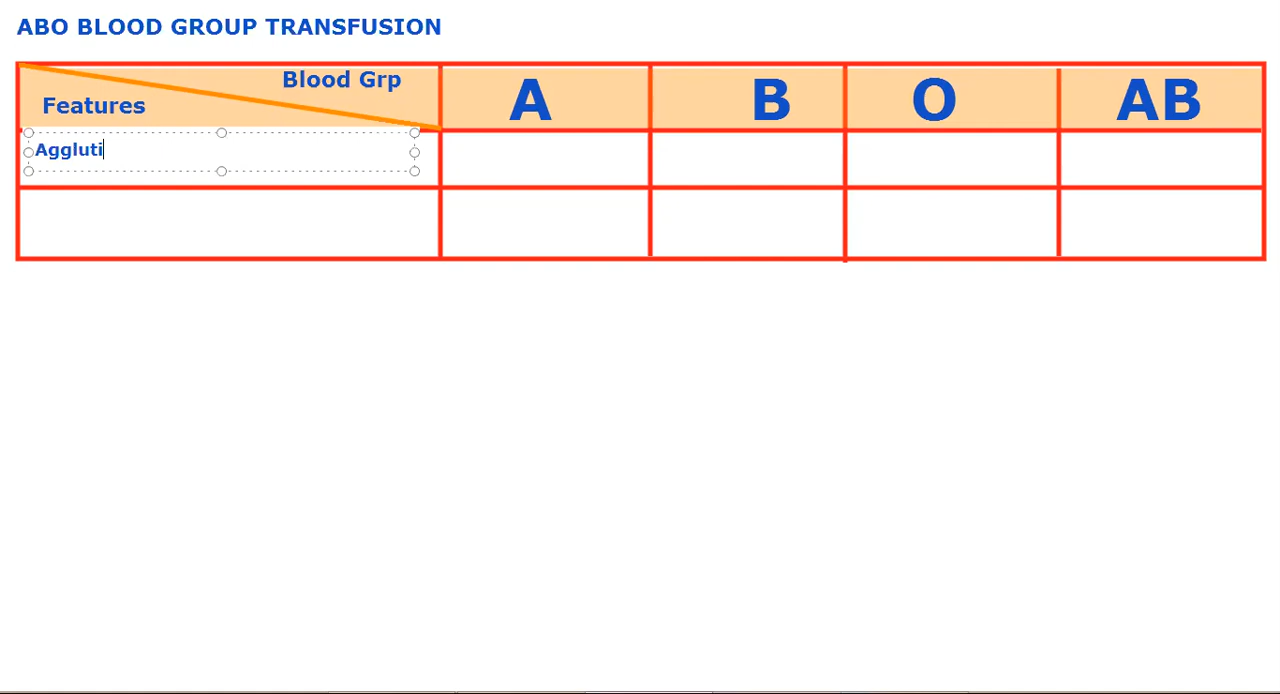 ABO BLOOD GROUP TRANSFUSION
Blood Grp
Features
A B O AB
Aggluti